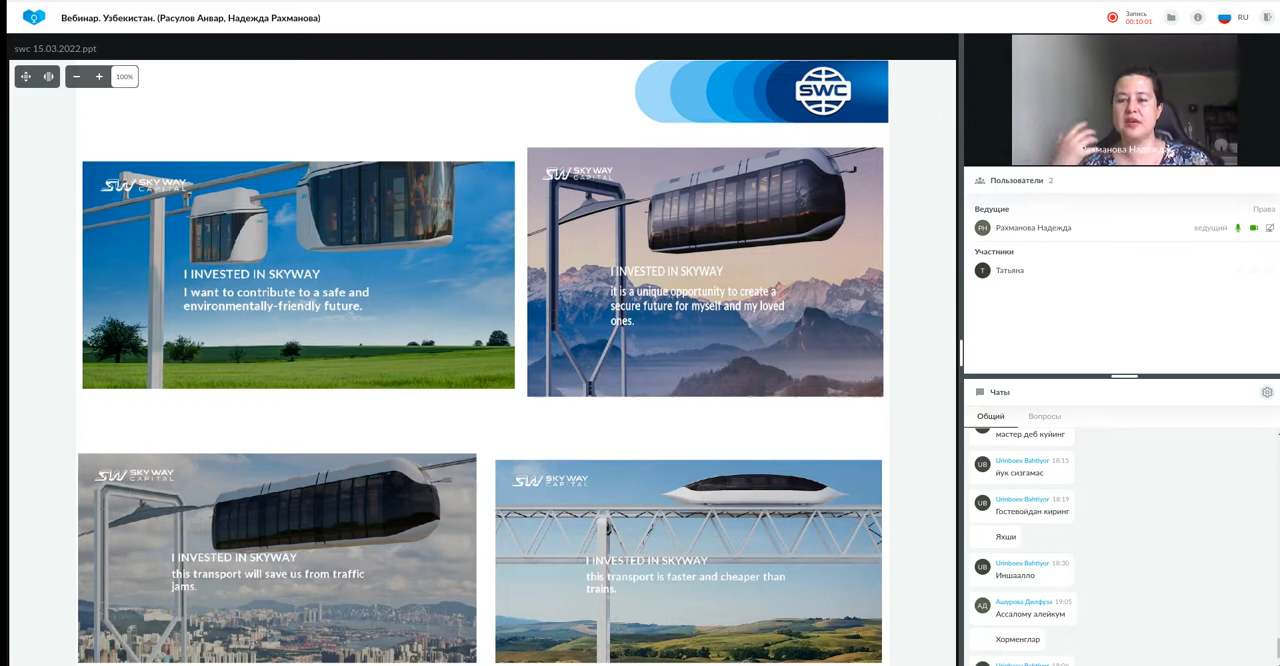 Вебинар. Узбекистан. (Расулов Анвар, Надежда Рахманова)
Запись
00:10:01
RU
swc 15.03.2022.ppt
100%
SWC
SW SKY WAY
CAPITAL
I INVESTED IN SKYWAY
I want to contribute to a safe and
environmentally-friendly future.
SW SKY WAY
CAPITAL
I INVESTED IN SKYWAY
it is a unique opportunity to create a
secure future for myself and my loved
ones.
SW SKY WAY
CAPITAL
I INVESTED IN SKYWAY
this transport will save us from traffic
jams.
SW SKY WAY
CAPITAL
I INVESTED IN SKYWAY
this transport is faster and cheaper than
trains.
Рахманова Надежда
Пользователи 2
Ведущие Права
РН Рахманова Надежда ведущий
Участники
Т Татьяна
Чаты
Общий Вопросы
мастер деб куйинг
UB Urinboev Bahtiyor 18:15
йук сизгамас
UB Urinboev Bahtiyor 18:19
Гостевойдан киринг
Яхши
UB Urinboev Bahtiyor 18:30
Иншаалло
АД Ашурова Дилфуза 19:05
Ассалому алейкум
Хорменглар
Urinboev Bahtiyor